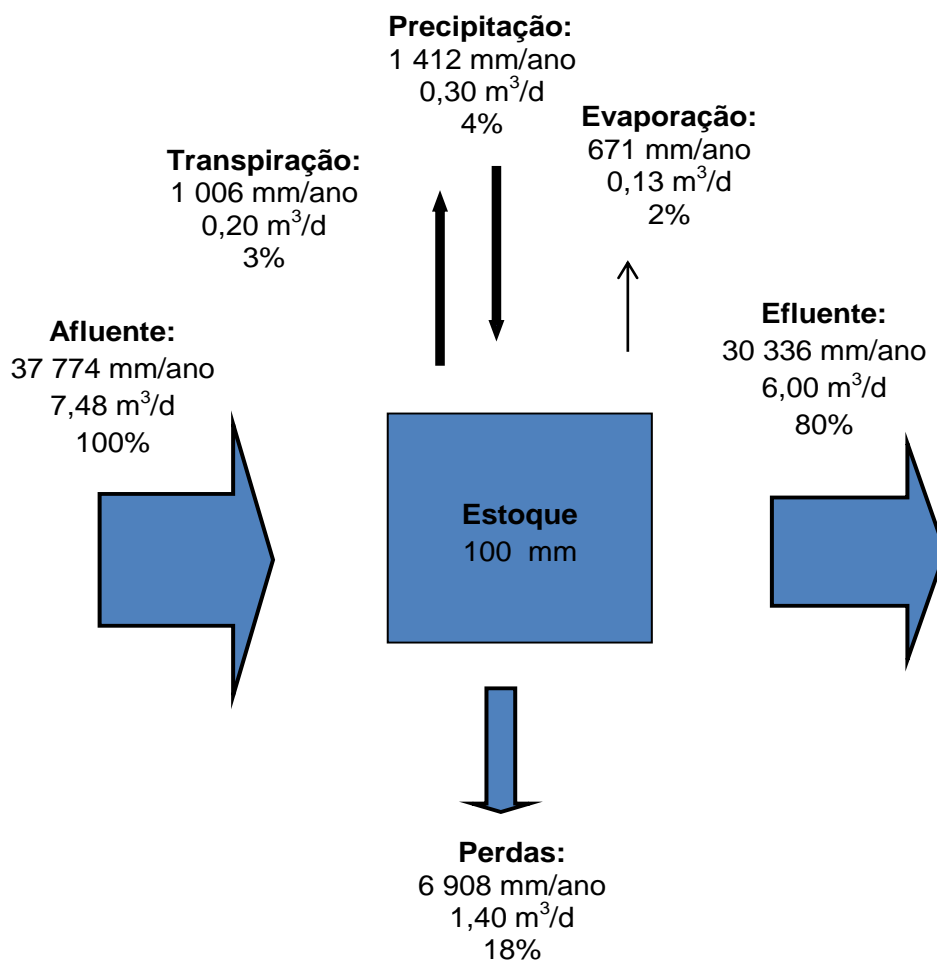 Precipitação:
1 412 mm/ano
0,30 m³/d
4%
Evaporação:
671 mm/ano
0,13 m³/d
2%
Transpiração:
1 006 mm/ano
0,20 m³/d
3%
Afluente:
37 774 mm/ano
7,48 m³/d
100%
Efluente:
30 336 mm/ano
6,00 m³/d
80%
Estoque
100 mm
Perdas:
6 908 mm/ano
1,40 m³/d
18%